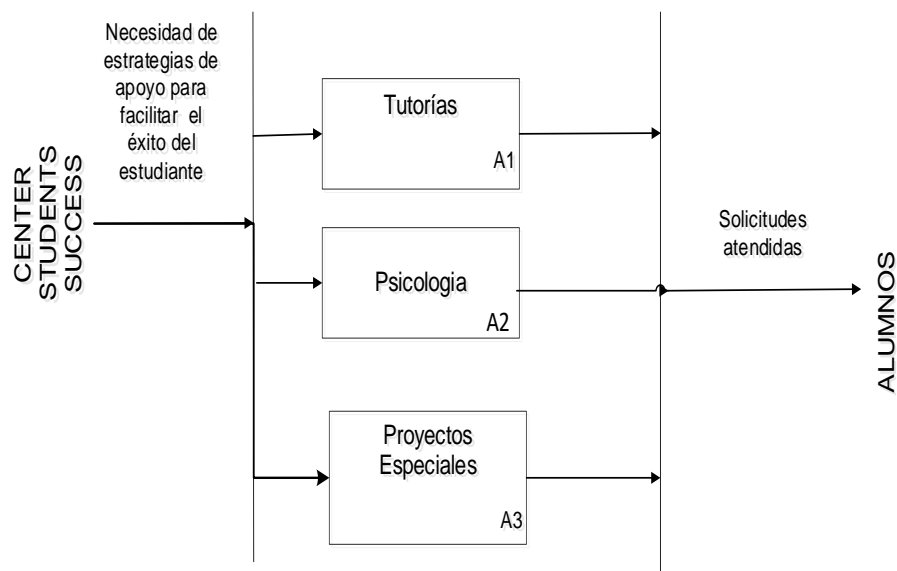 Necesidad de
estrategias de
apoyo para
facilitar el
éxito del
estudiante
CENTER
STUDENTS
SUCCESS
Tutorías
A1
Psicologia
A2
Proyectos
Especiales
A3
Solicitudes
atendidas
ALUMNOS